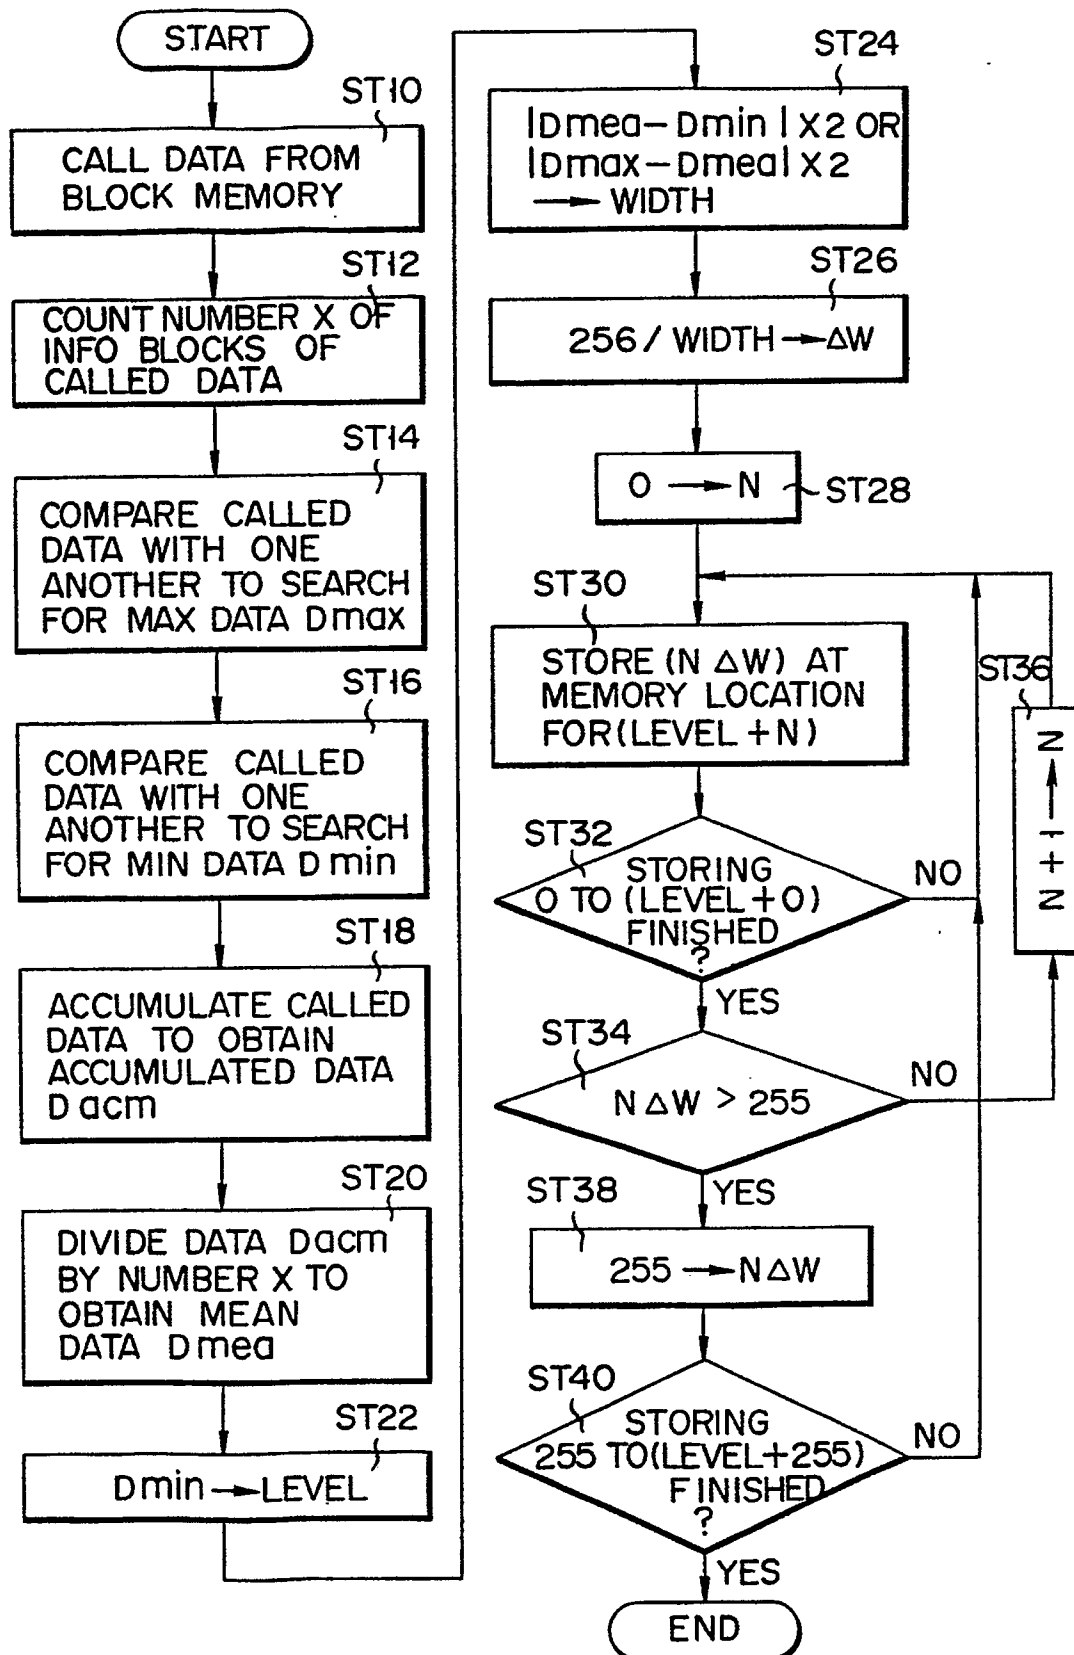 START
ST10
CALL DATA FROM
BLOCK MEMORY
ST12
COUNT NUMBER X OF
INFO BLOCKS OF
CALLED DATA
ST14
COMPARE CALLED
DATA WITH ONE
ANOTHER TO SEARCH
FOR MAX DATA Dmax
ST16
COMPARE CALLED
DATA WITH ONE
ANOTHER TO SEARCH
FOR MIN DATA Dmin
ST18
ACCUMULATE CALLED
DATA TO OBTAIN
ACCUMULATED DATA
Dacm
ST20
DIVIDE DATA Dacm
BY NUMBER X TO
OBTAIN MEAN
DATA Dmea
ST22
Dmin → LEVEL
ST24
|Dmea-Dmin| X2 OR
|Dmax-Dmea| X2
→ WIDTH
ST26
256 / WIDTH → ΔW
ST28
0 → N
ST30
STORE (N ΔW) AT
MEMORY LOCATION
FOR (LEVEL+N)
ST36
N+1 → N
ST32
STORING
0 TO (LEVEL+0)
FINISHED
?
NO
YES
ST34
NΔW > 255
NO
YES
ST38
255 → NΔW
ST40
STORING
255 TO (LEVEL+255)
FINISHED
?
NO
YES
END